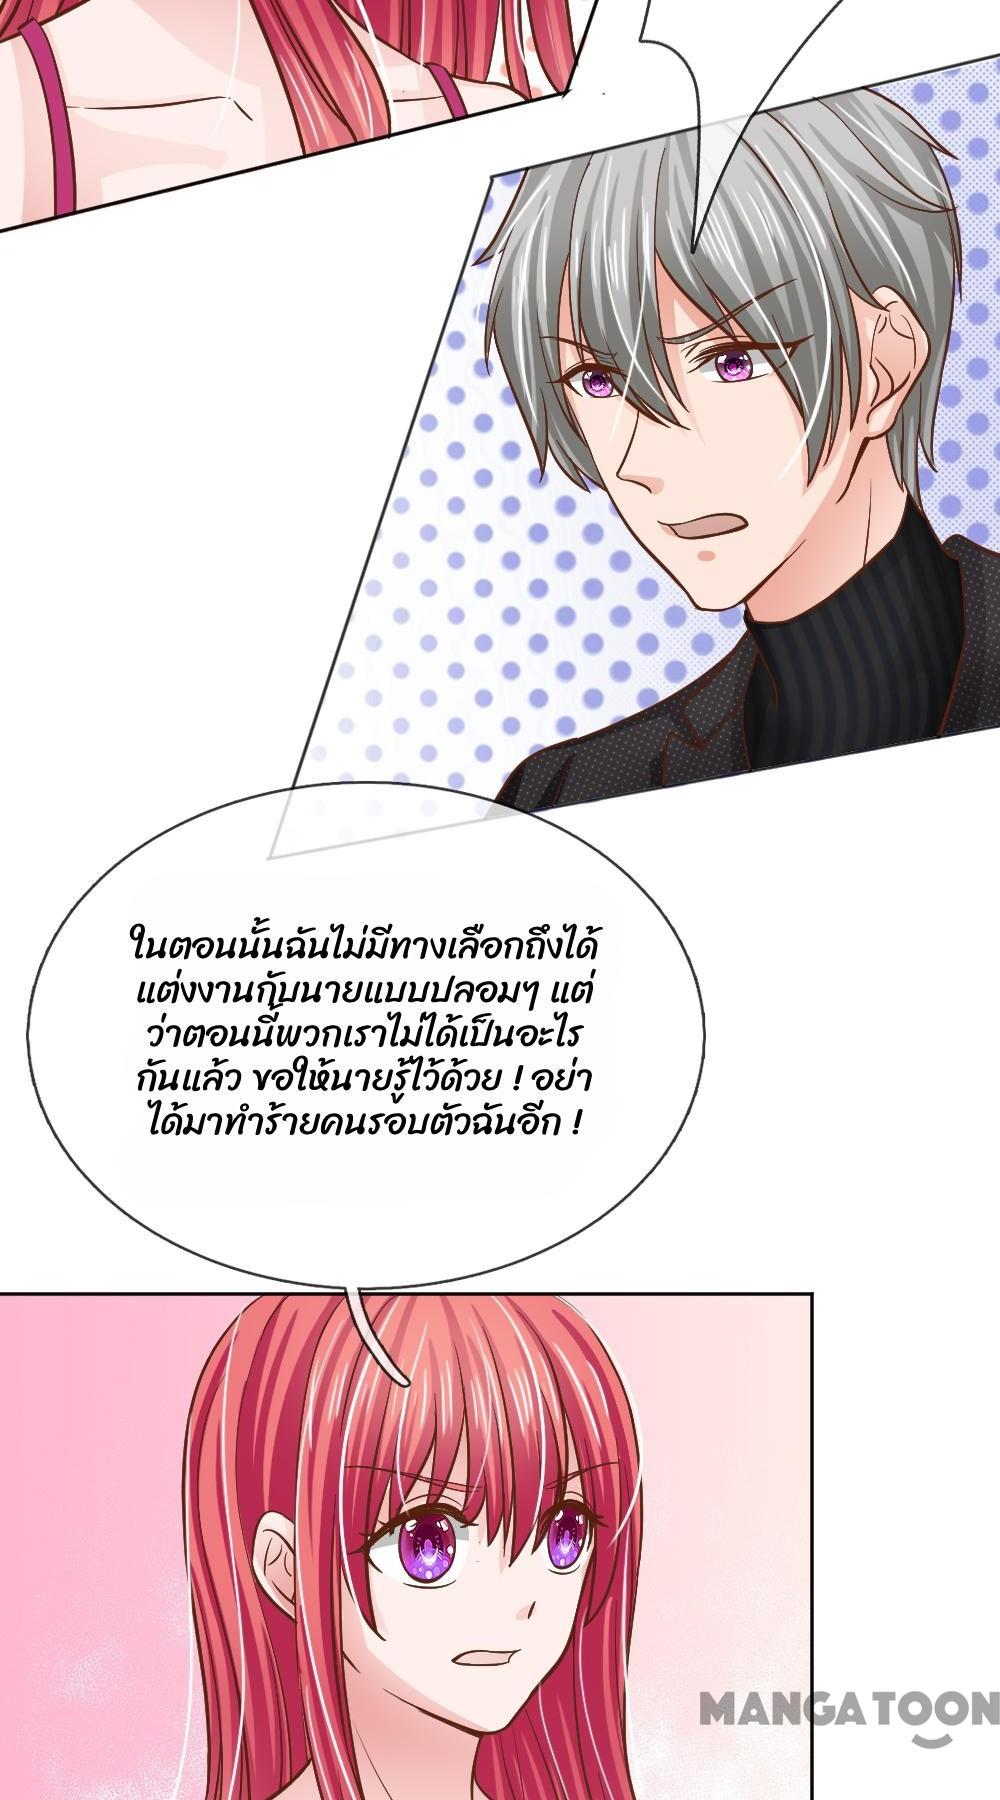 ในตอนนั้นฉันไม่มีทางเลือกถึงได้
แต่งงานกับนายแบบปลอมๆ แต่
ว่าตอนนี้พวกเราไม่ได้เป็นอะไร
กันแล้ว ขอให้นายรู้ไว้ด้วย ! อย่า
ได้มาทำร้ายคนรอบตัวฉันอีก !
MANGATOON